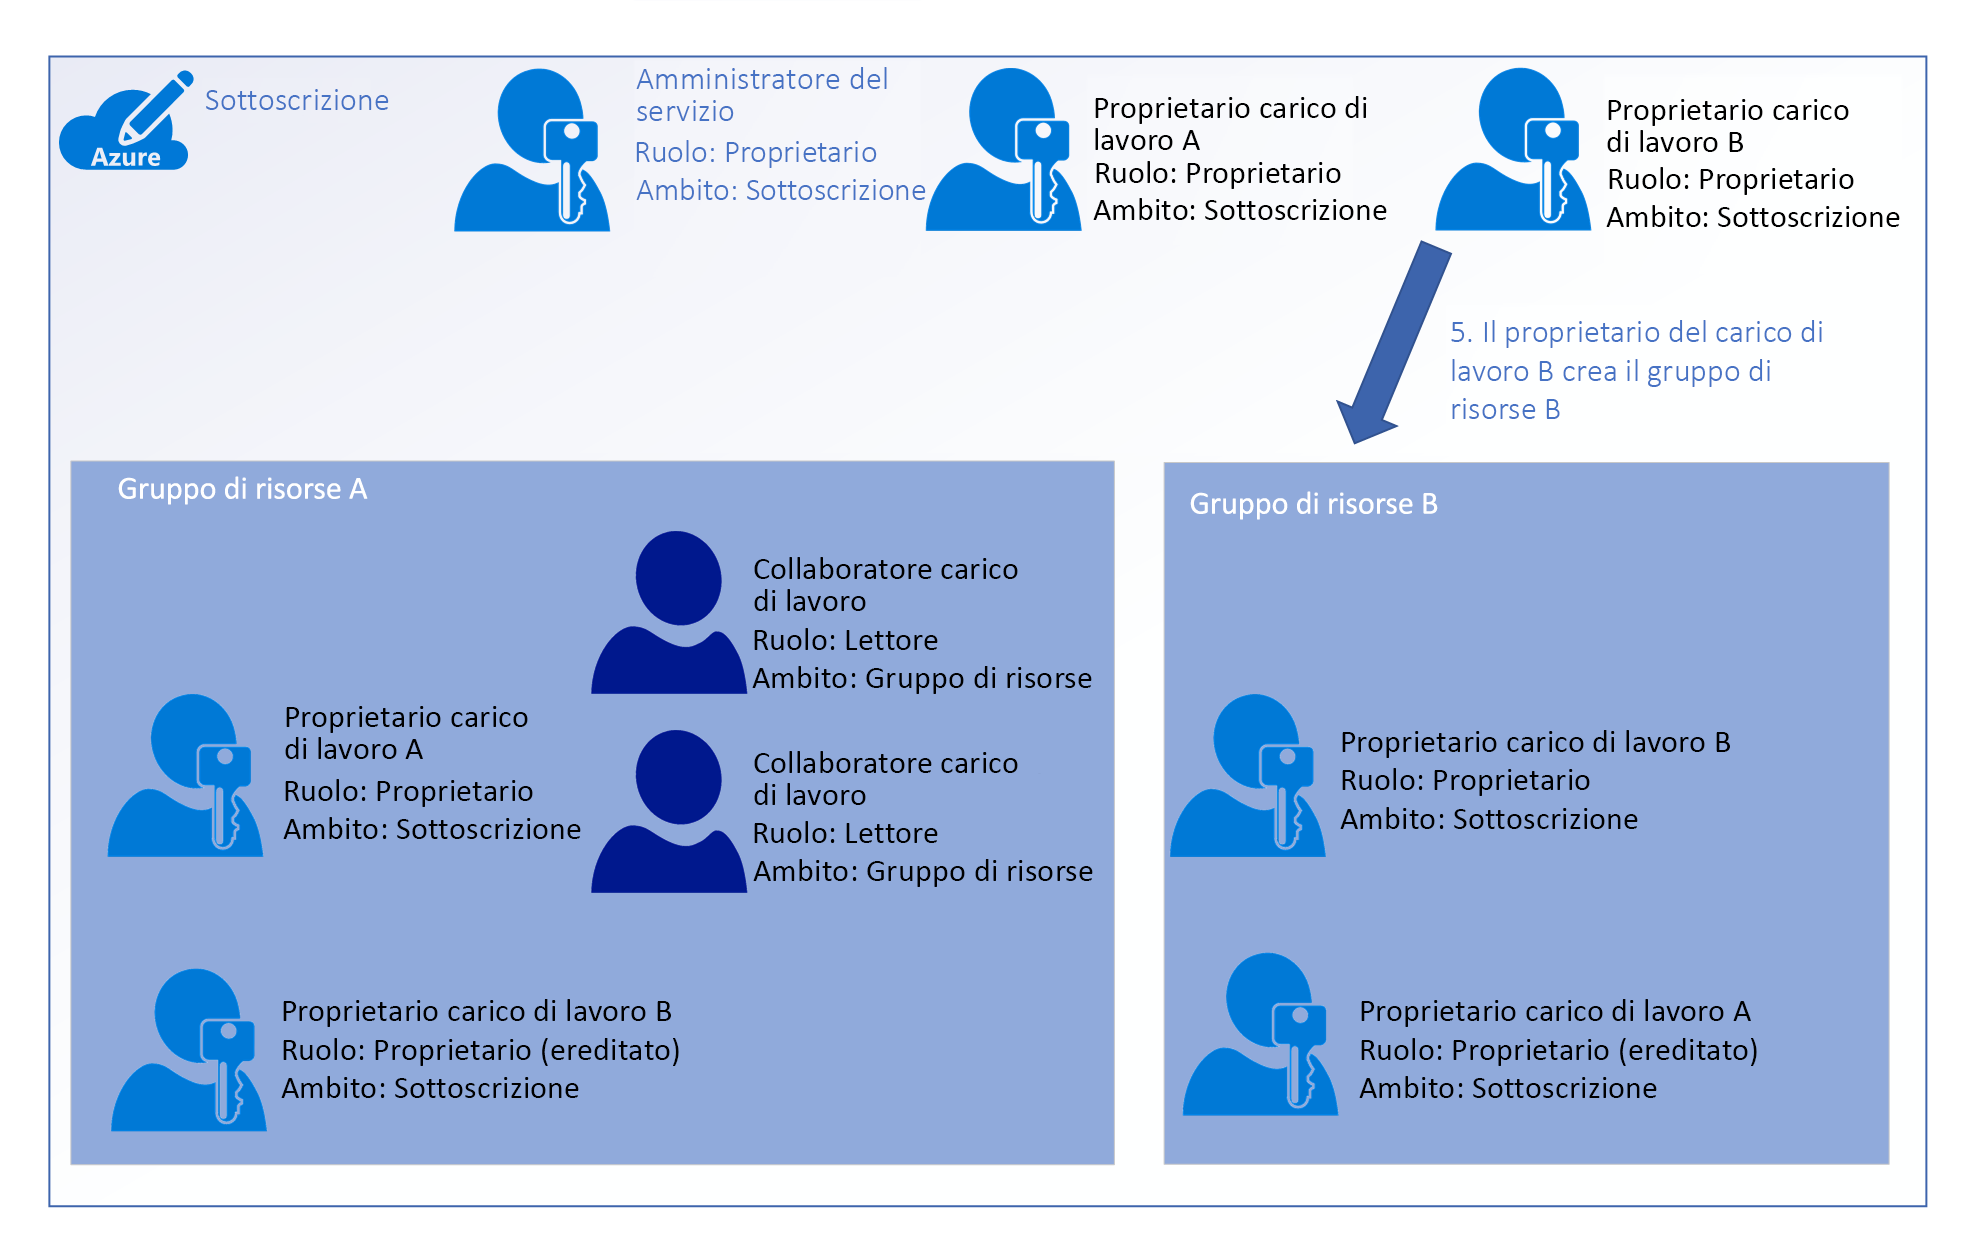 Azure
Sottoscrizione
Amministratore del
servizio
Ruolo: Proprietario
Ambito: Sottoscrizione
Proprietario carico di
lavoro A
Ruolo: Proprietario
Ambito: Sottoscrizione
Proprietario carico
di lavoro B
Ruolo: Proprietario
Ambito: Sottoscrizione
5. Il proprietario del carico di
lavoro B crea il gruppo di
risorse B
Gruppo di risorse A
Collaboratore carico
di lavoro
Ruolo: Lettore
Ambito: Gruppo di risorse
Proprietario carico
di lavoro A
Ruolo: Proprietario
Ambito: Sottoscrizione
Collaboratore carico
di lavoro
Ruolo: Lettore
Ambito: Gruppo di risorse
Proprietario carico di lavoro B
Ruolo: Proprietario (ereditato)
Ambito: Sottoscrizione
Gruppo di risorse B
Proprietario carico di lavoro B
Ruolo: Proprietario
Ambito: Sottoscrizione
Proprietario carico di lavoro A
Ruolo: Proprietario (ereditato)
Ambito: Sottoscrizione